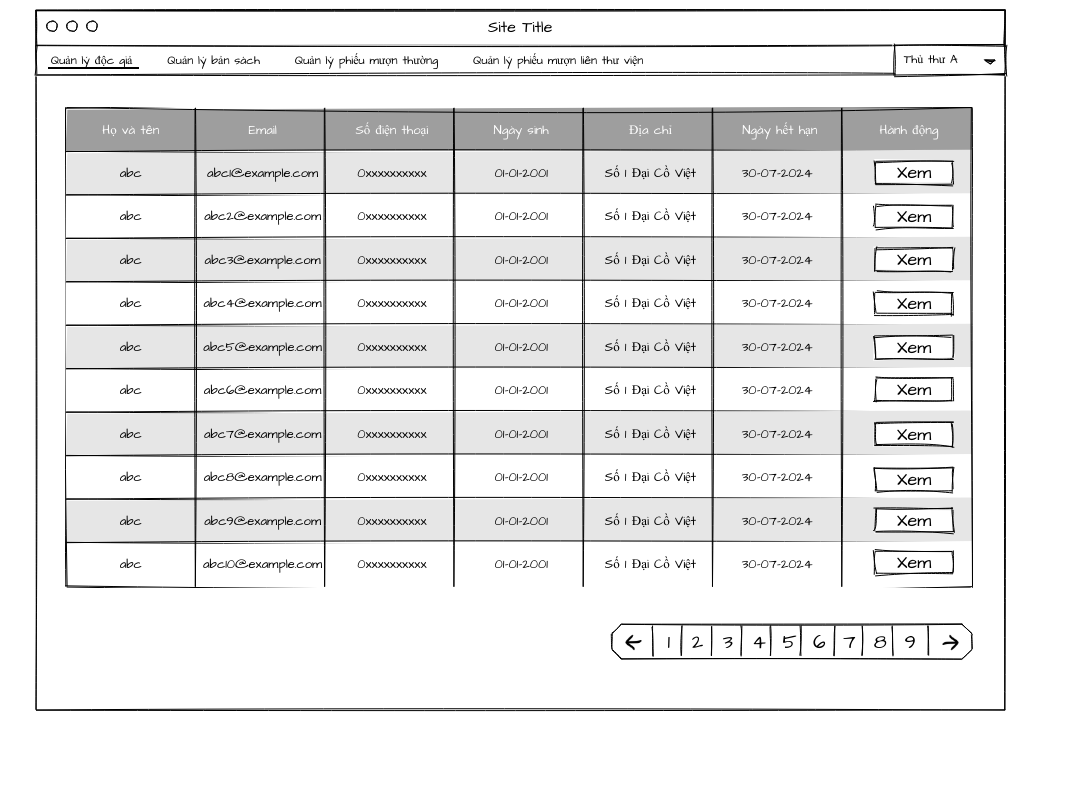 Site Title
Quản lý độc giả Quản lý bản sách Quản lý phiếu mượn thường Quản lý phiếu mượn liên thư viện Thủ thư A
Họ và tên Email Số điện thoại Ngày sinh Địa chỉ Ngày hết hạn Hành động
abc abc1@example.com 0xxxxxxxxxx 01-01-2001 Số 1 Đại Cồ Việt 30-07-2024 Xem
abc abc2@example.com 0xxxxxxxxxx 01-01-2001 Số 1 Đại Cồ Việt 30-07-2024 Xem
abc abc3@example.com 0xxxxxxxxxx 01-01-2001 Số 1 Đại Cồ Việt 30-07-2024 Xem
abc abc4@example.com 0xxxxxxxxxx 01-01-2001 Số 1 Đại Cồ Việt 30-07-2024 Xem
abc abc5@example.com 0xxxxxxxxxx 01-01-2001 Số 1 Đại Cồ Việt 30-07-2024 Xem
abc abc6@example.com 0xxxxxxxxxx 01-01-2001 Số 1 Đại Cồ Việt 30-07-2024 Xem
abc abc7@example.com 0xxxxxxxxxx 01-01-2001 Số 1 Đại Cồ Việt 30-07-2024 Xem
abc abc8@example.com 0xxxxxxxxxx 01-01-2001 Số 1 Đại Cồ Việt 30-07-2024 Xem
abc abc9@example.com 0xxxxxxxxxx 01-01-2001 Số 1 Đại Cồ Việt 30-07-2024 Xem
abc abc10@example.com 0xxxxxxxxxx 01-01-2001 Số 1 Đại Cồ Việt 30-07-2024 Xem
← 1 2 3 4 5 6 7 8 9 →